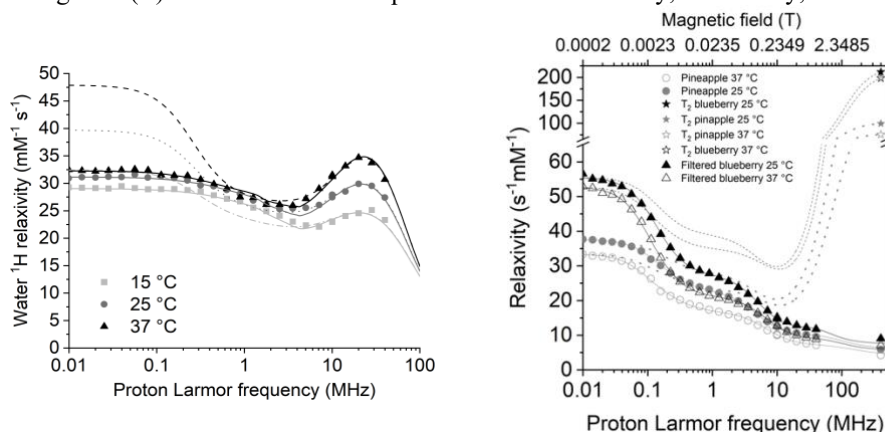 Water ¹H relaxivity (mM⁻¹ s⁻¹)
50
45
40
35
30
25
20
15
10
5
0
15 °C
25 °C
37 °C
0.01 0.1 1 10 100
Proton Larmor frequency (MHz)
Magnetic field (T)
0.0002 0.0023 0.0235 0.2349 2.3485
Relaxivity (s⁻¹mM⁻¹)
200
150
100
60
50
40
30
20
10
0
Pineapple 37 °C
Pineapple 25 °C
T₂ blueberry 25 °C
T₂ pinapple 25 °C
T₂ pinapple 37 °C
T₂ blueberry 37 °C
Filtered blueberry 25 °C
Filtered blueberry 37 °C
0.01 0.1 1 10 100
Proton Larmor frequency (MHz)